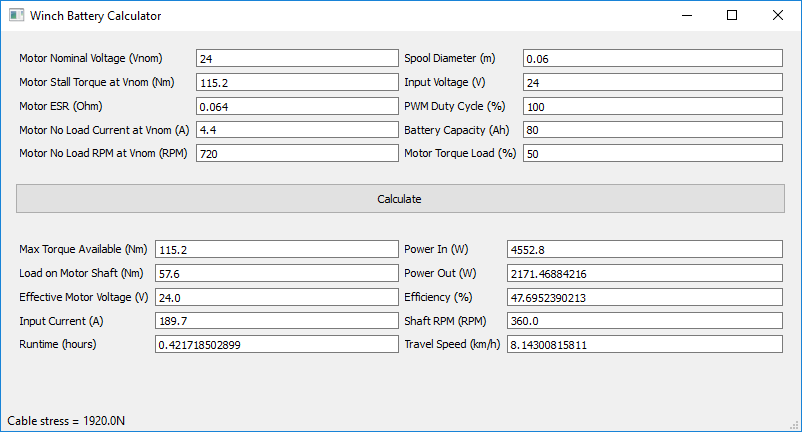 Winch Battery Calculator
Motor Nominal Voltage (Vnom) 24 Spool Diameter (m) 0.06
Motor Stall Torque at Vnom (Nm) 115.2 Input Voltage (V) 24
Motor ESR (Ohm) 0.064 PWM Duty Cycle (%) 100
Motor No Load Current at Vnom (A) 4.4 Battery Capacity (Ah) 80
Motor No Load RPM at Vnom (RPM) 720 Motor Torque Load (%) 50
Calculate
Max Torque Available (Nm) 115.2 Power In (W) 4552.8
Load on Motor Shaft (Nm) 57.6 Power Out (W) 2171.46884216
Effective Motor Voltage (V) 24.0 Efficiency (%) 47.6952390213
Input Current (A) 189.7 Shaft RPM (RPM) 360.0
Runtime (hours) 0.421718502899 Travel Speed (km/h) 8.14300815811
Cable stress = 1920.0N